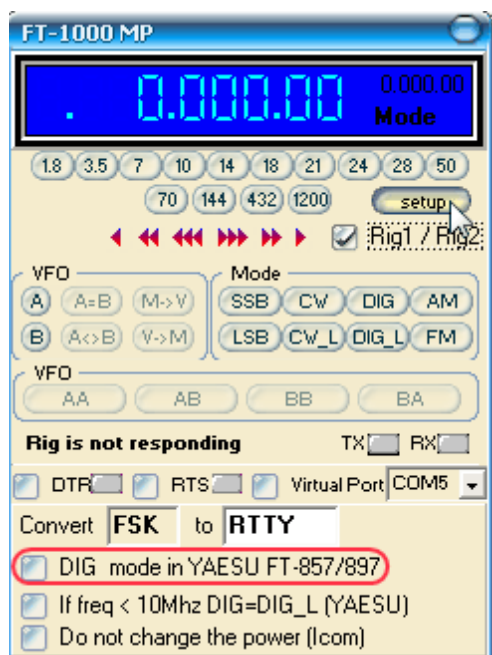 FT-1000 MP
0.000.00
. 0.000.00 Mode
1.8 3.5 7 10 14 18 21 24 28 50
70 144 432 1200 setup
Rig1 / Rig2
VFO Mode
A A=B M->V SSB CW DIG AM
B A<>B V->M LSB CW_L DIG_L FM
VFO
AA AB BB BA
Rig is not responding TX RX
DTR RTS Virtual Port COM5
Convert FSK to RTTY
DIG mode in YAESU FT-857/897
If freq < 10Mhz DIG=DIG_L (YAESU)
Do not change the power (Icom)